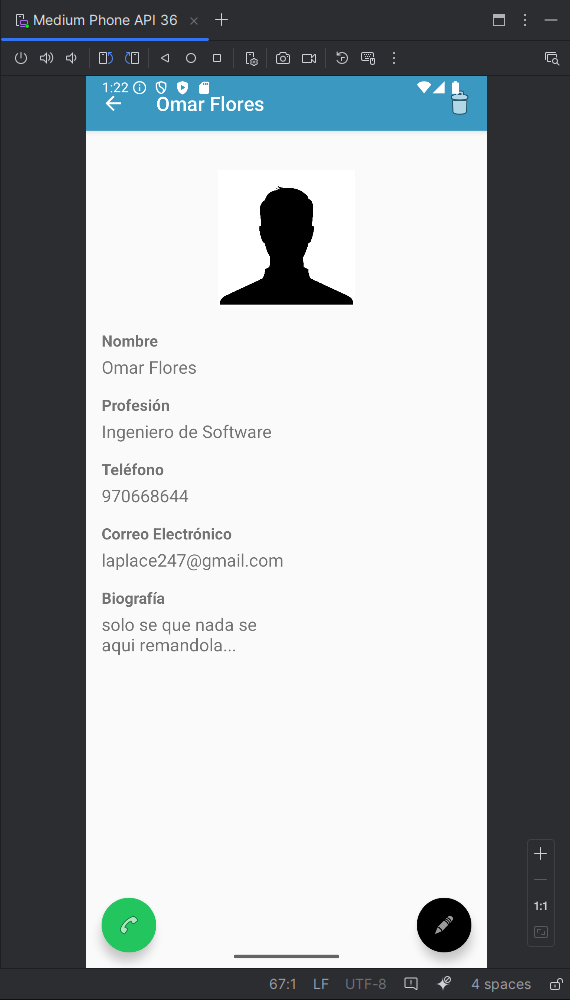 Medium Phone API 36
1:22
Omar Flores
Nombre
Omar Flores
Profesión
Ingeniero de Software
Teléfono
970668644
Correo Electrónico
laplace247@gmail.com
Biografía
solo se que nada se
aqui remandola...
1:1
67:1 LF UTF-8 4 spaces